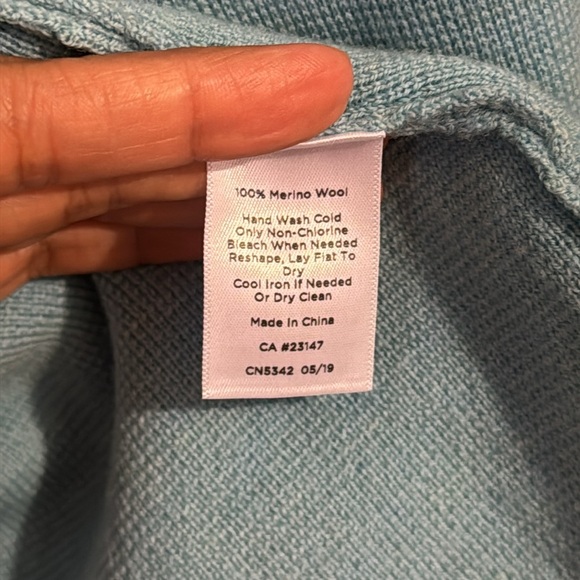 100% Merino Wool
Hand Wash Cold
Only Non-Chlorine
Bleach When Needed
Reshape, Lay Flat To
Dry
Cool Iron If Needed
Or Dry Clean
Made In China
CA #23147
CN5342 05/19